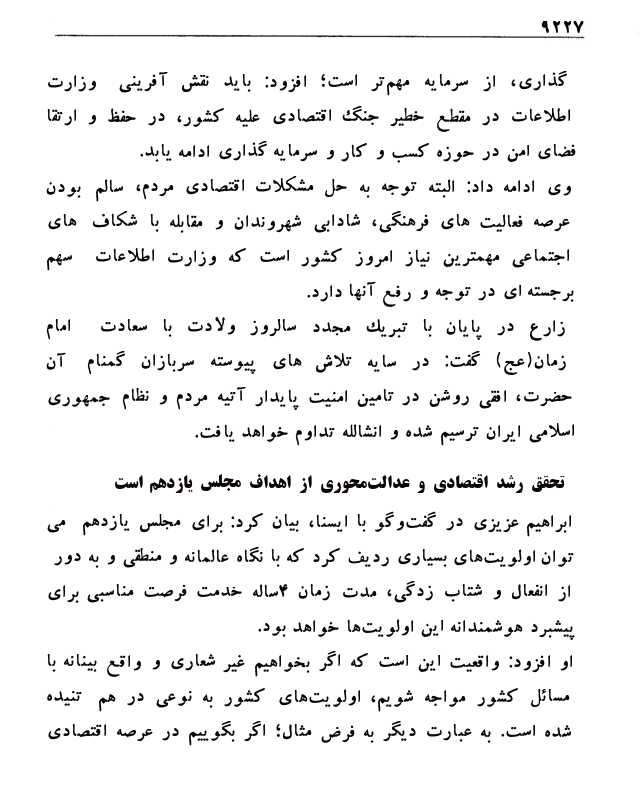 ۹۲۲۷
گذاری، از سرمایه مهم‌تر است؛ افزود: باید نقش آفرینی وزارت
اطلاعات در مقطع خطیر جنگ اقتصادی علیه کشور، در حفظ و ارتقا
فضای امن در حوزه کسب و کار و سرمایه گذاری ادامه یابد.
وی ادامه داد: البته توجه به حل مشکلات اقتصادی مردم، سالم بودن
عرصه فعالیت های فرهنگی، شادابی شهروندان و مقابله با شکاف های
اجتماعی مهمترین نیاز امروز کشور است که وزارت اطلاعات سهم
برجسته ای در توجه و رفع آنها دارد.
زارع در پایان با تبریک مجدد سالروز ولادت با سعادت امام
زمان(عج) گفت: در سایه تلاش های پیوسته سربازان گمنام آن
حضرت، افقی روشن در تامین امنیت پایدار آتیه مردم و نظام جمهوری
اسلامی ایران ترسیم شده و انشالله تداوم خواهد یافت.
تحقق رشد اقتصادی و عدالت‌محوری از اهداف مجلس یازدهم است
ابراهیم عزیزی در گفت‌وگو با ایسنا، بیان کرد: برای مجلس یازدهم می
توان اولویت‌های بسیاری ردیف کرد که با نگاه عالمانه و منطقی و به دور
از انفعال و شتاب زدگی، مدت زمان ۴ساله خدمت فرصت مناسبی برای
پیشبرد هوشمندانه این اولویت‌ها خواهد بود.
او افزود: واقعیت این است که اگر بخواهیم غیر شعاری و واقع بینانه با
مسائل کشور مواجه شویم، اولویت‌های کشور به نوعی در هم تنیده
شده است. به عبارت دیگر به فرض مثال؛ اگر بگوییم در عرصه اقتصادی